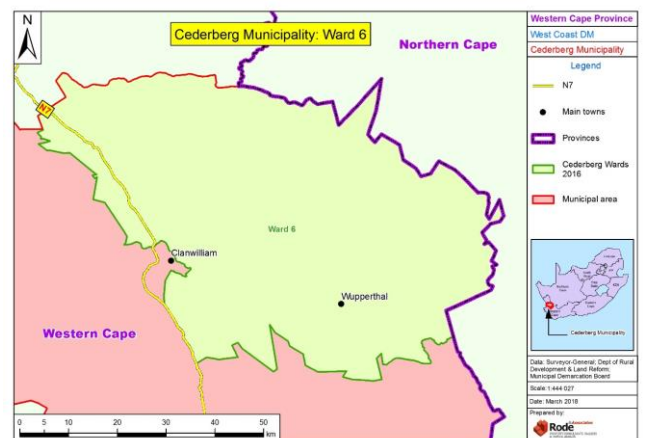 N
Cederberg Municipality: Ward 6
Northern Cape
N7
Ward 6
Clanwilliam
Wupperthal
Western Cape
0 5 10 20 30 40 50
km
Western Cape Province
West Coast DM
Cederberg Municipality
Legend
N7
Main towns
Provinces
Cederberg Wards
2016
Municipal area
Cederberg Municipality
Data: Surveyor-General; Dept of Rural
Development & Land Reform;
Municipal Demarcation Board
Scale:1:444 027
Date: March 2018
Prepared by:
Rode